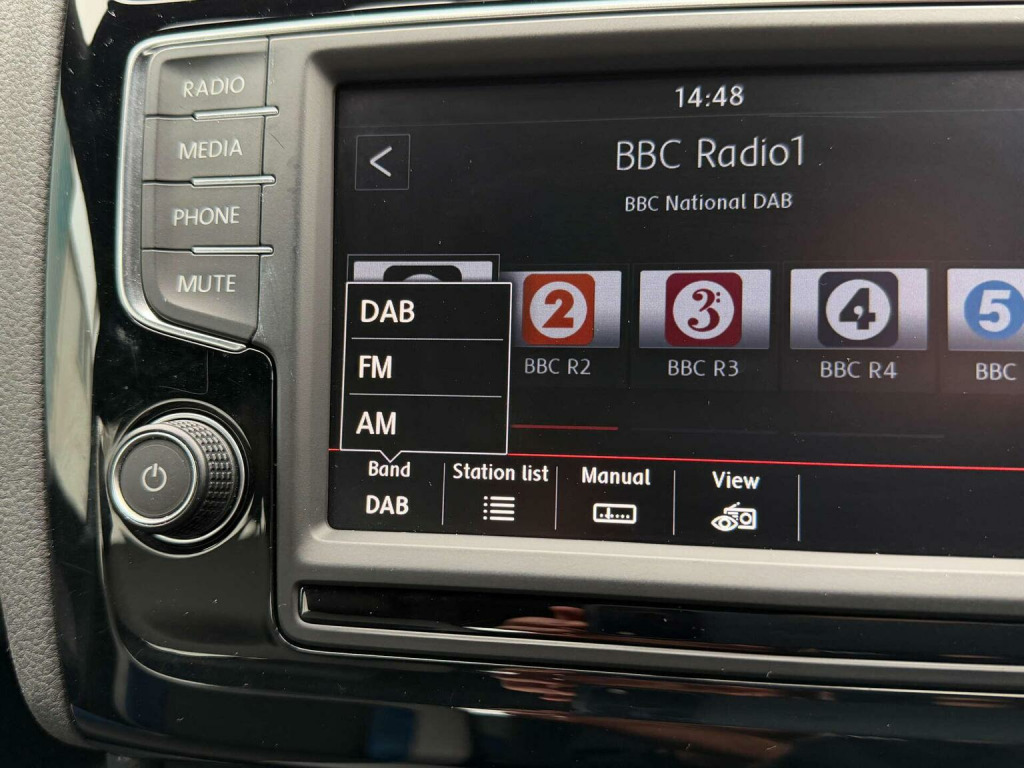 RADIO
MEDIA
PHONE
MUTE
14:48
<
BBC Radio1
BBC National DAB
2
3:
4
5
BBC R2
BBC R3
BBC R4
BBC
DAB
FM
AM
Band
DAB
Station list
Manual
View